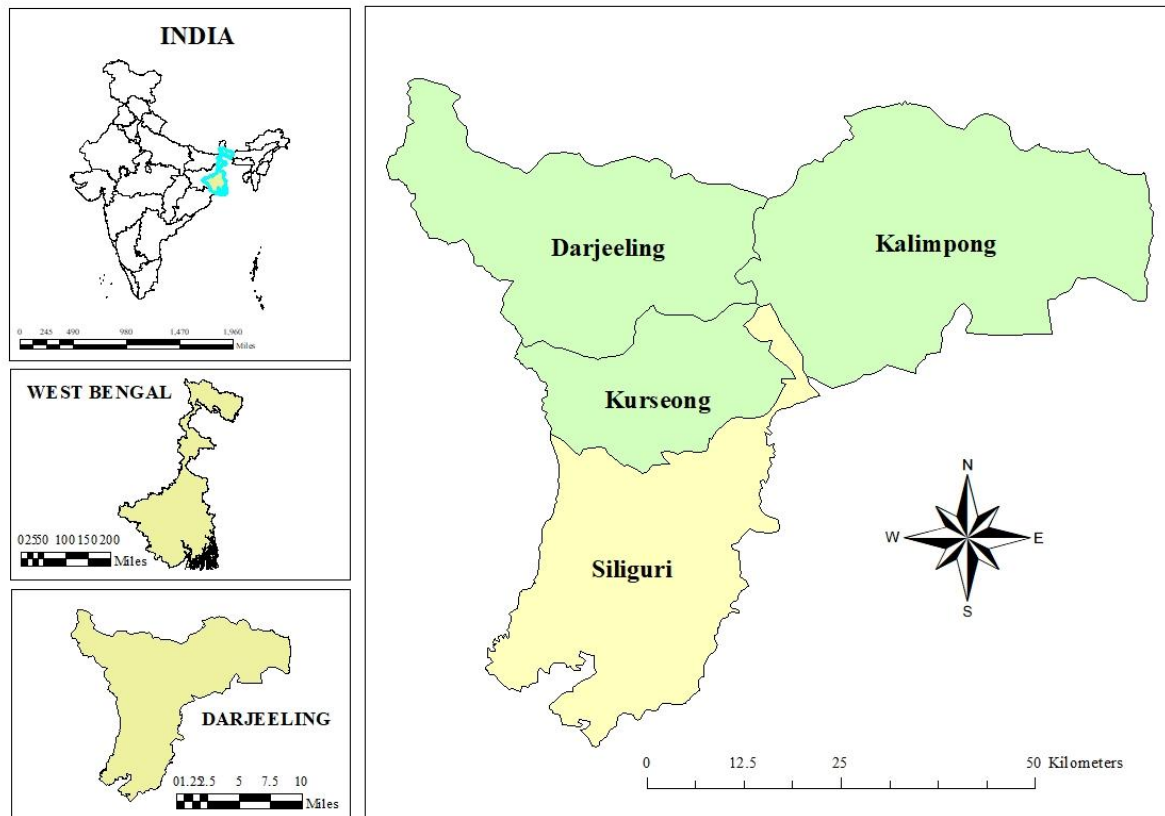 INDIA
0 245 490 980 1,470 1,960
Miles
WEST BENGAL
0 25 50 100 150 200
Miles
DARJEELING
0 1.25 2.5 5 7.5 10
Miles
Darjeeling
Kalimpong
Kurseong
Siliguri
N
W E
S
0 12.5 25 50 Kilometers